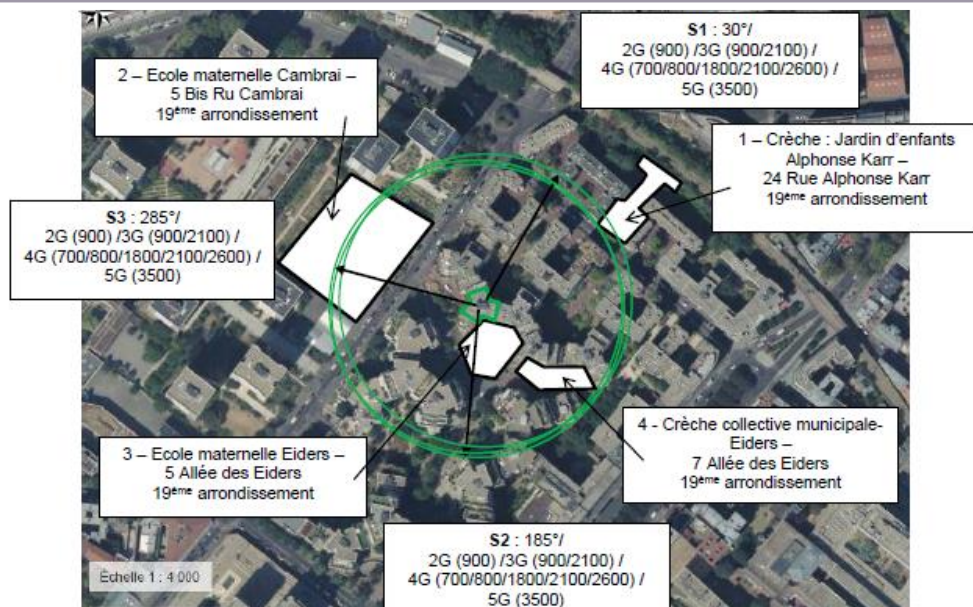 S1 : 30°/
2G (900) /3G (900/2100) /
4G (700/800/1800/2100/2600) /
5G (3500)
2 – Ecole maternelle Cambrai –
5 Bis Ru Cambrai
19ème arrondissement
1 – Crèche : Jardin d'enfants
Alphonse Karr –
24 Rue Alphonse Karr
19ème arrondissement
S3 : 285°/
2G (900) /3G (900/2100) /
4G (700/800/1800/2100/2600) /
5G (3500)
3 – Ecole maternelle Eiders –
5 Allée des Eiders
19ème arrondissement
4 - Crèche collective municipale-
Eiders –
7 Allée des Eiders
19ème arrondissement
S2 : 185°/
2G (900) /3G (900/2100) /
4G (700/800/1800/2100/2600) /
5G (3500)
Échelle 1 : 4 000